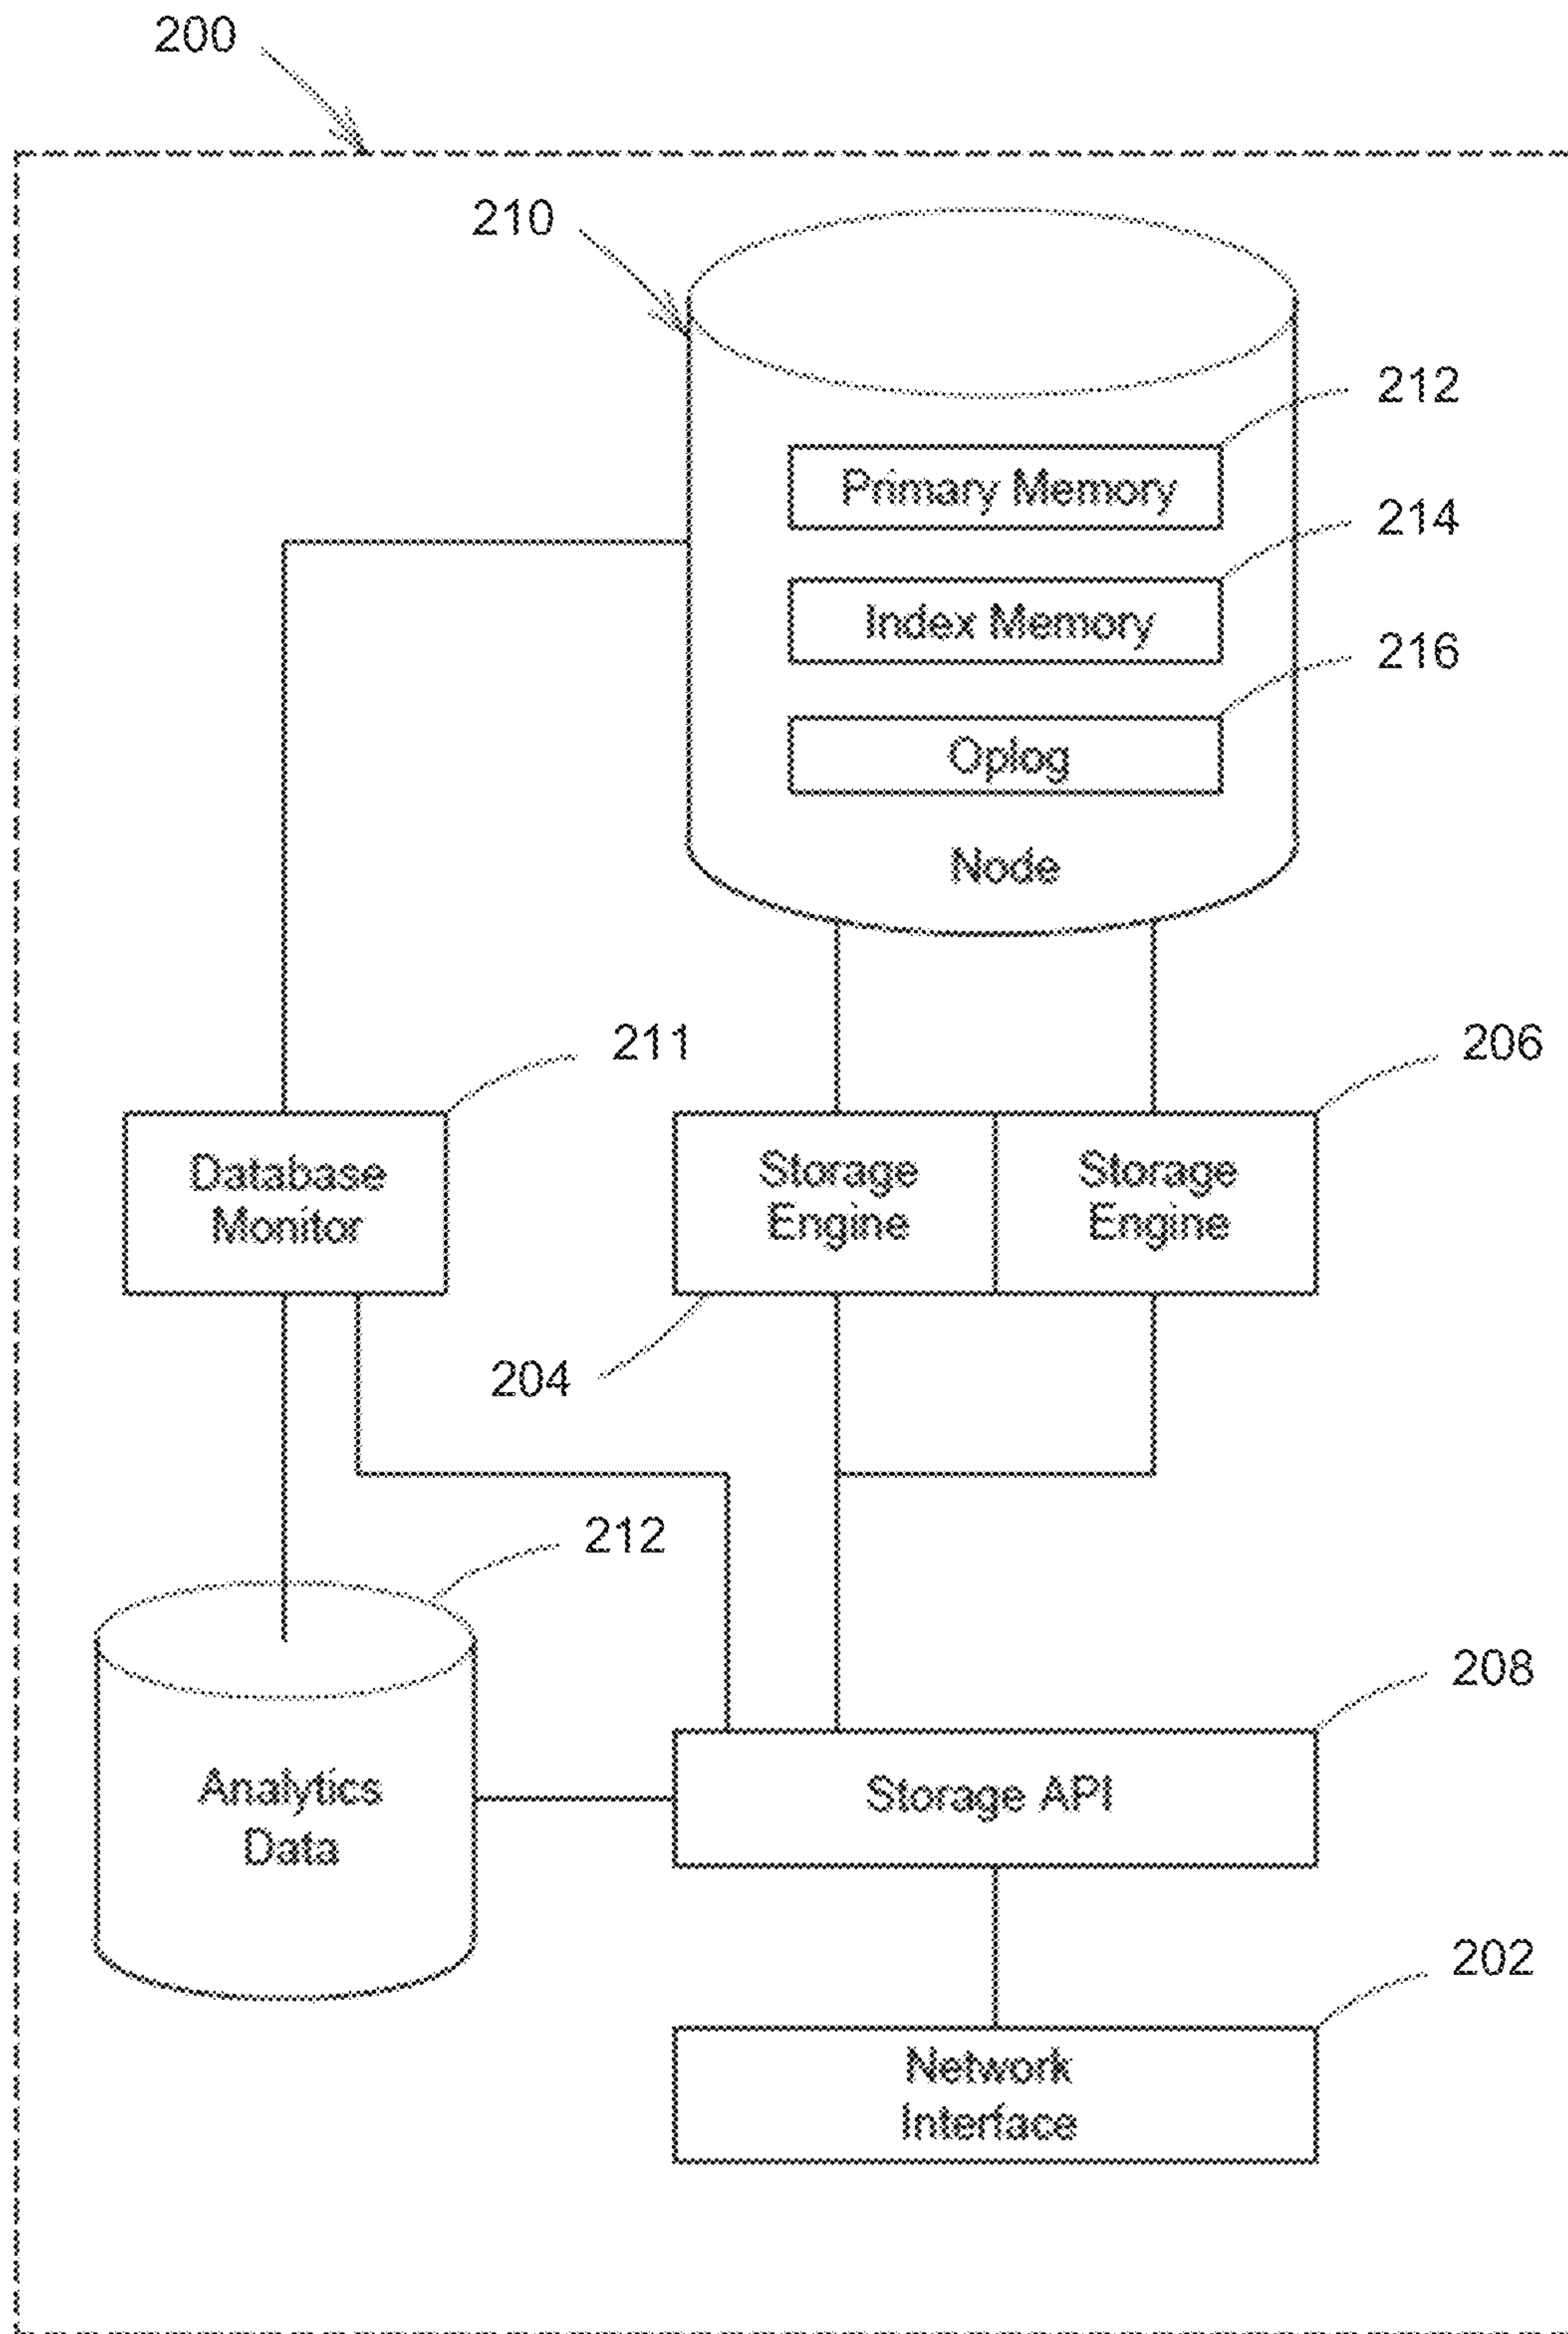 200
210
212
Primary Memory
214
Index Memory
216
Oplog
Node
211
206
Database
Monitor
Storage
Engine
Storage
Engine
204
212
208
Analytics
Data
Storage API
202
Network
Interface